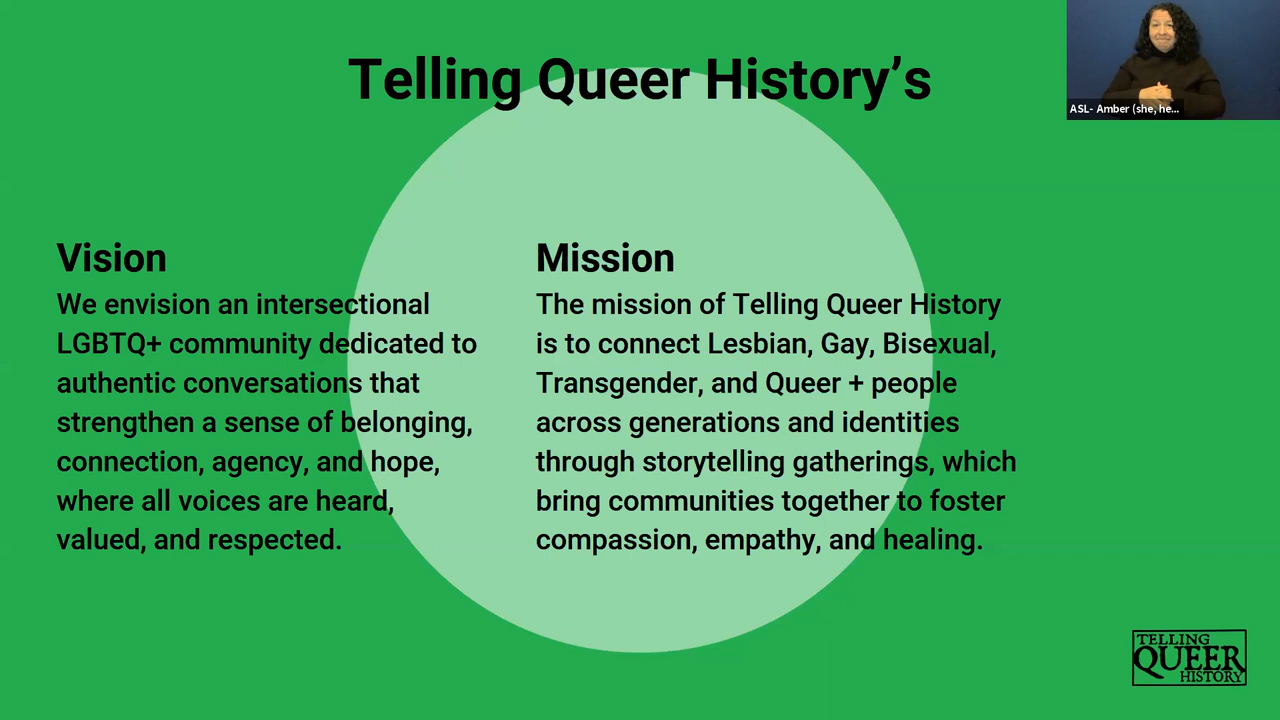 Telling Queer History’s
ASL- Amber (she, he...
Vision
We envision an intersectional
LGBTQ+ community dedicated to
authentic conversations that
strengthen a sense of belonging,
connection, agency, and hope,
where all voices are heard,
valued, and respected.
Mission
The mission of Telling Queer History
is to connect Lesbian, Gay, Bisexual,
Transgender, and Queer + people
across generations and identities
through storytelling gatherings, which
bring communities together to foster
compassion, empathy, and healing.
TELLING
QUEER
HISTORY